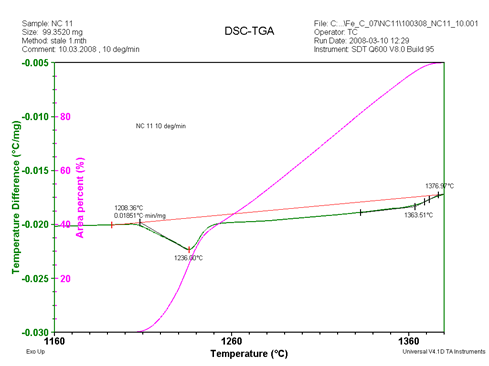 Sample: NC 11
Size: 99.3520 mg
Method: stale 1.mte
Comment: 10.03.2008 , 10 deg/min
DSC-TGA
File: C:...\Fe_C_07\NC11\100308_NC11_10.001
Operator: TC
Run Date: 2008-03-10 12:29
Instrument: SDT Q600 V8.0 Build 95
-0.005
-0.010
-0.015
-0.020
-0.025
-0.030
Temperature Difference (°C/mg)
80
60
40
20
Area percent (%)
NC 11 10 deg/min
1208.36°C
0.01851°C·min/mg
1236.00°C
1376.97°C
1363.51°C
1160
1260
1360
Exo Up
Temperature (°C)
Universal V4.1D TA Instruments